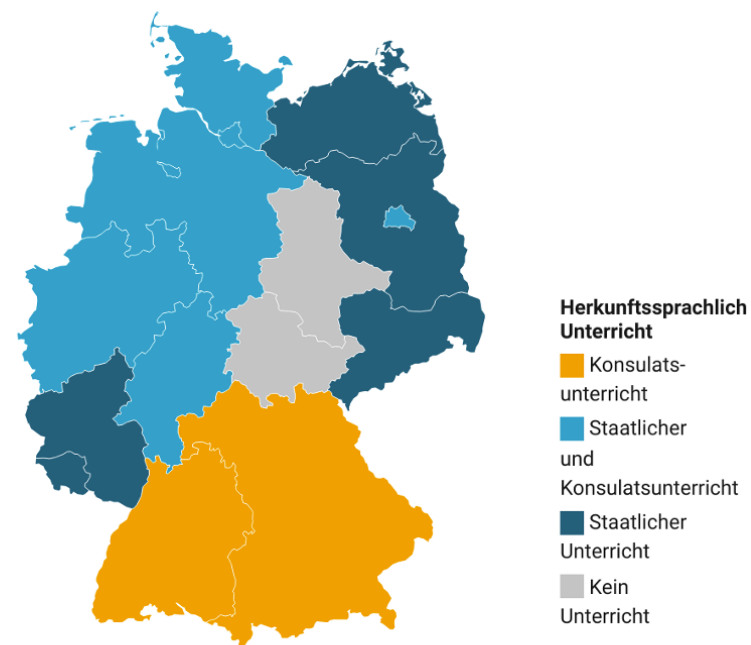 Herkunftssprachlich
Unterricht
Konsulats-
unterricht
Staatlicher
und
Konsulatsunterricht
Staatlicher
Unterricht
Kein
Unterricht